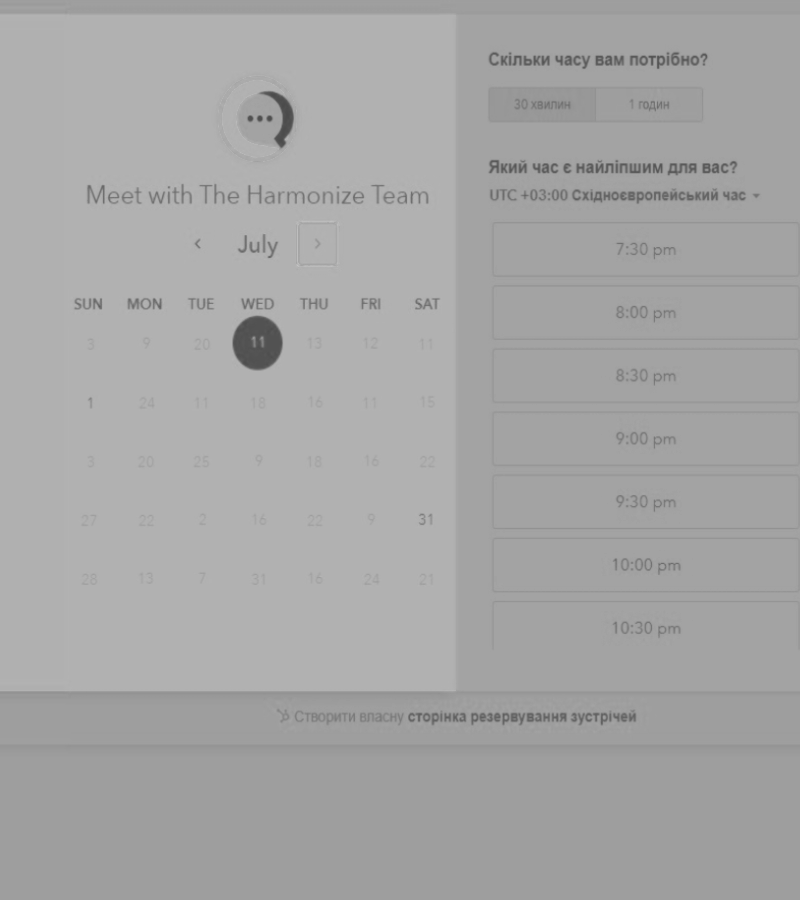 Meet with The Harmonize Team
July
SUN MON TUE WED THU FRI SAT
3 9 20 11 13 12 11
1 24 11 18 16 11 15
3 20 25 9 18 16 22
27 22 2 16 22 9 31
28 13 7 31 16 24 21
Скільки часу вам потрібно?
30 хвилин 1 годин
Який час є найліпшим для вас?
UTC +03:00 Східноєвропейський час
7:30 pm
8:00 pm
8:30 pm
9:00 pm
9:30 pm
10:00 pm
10:30 pm
Створити власну сторінка резервування зустрічей